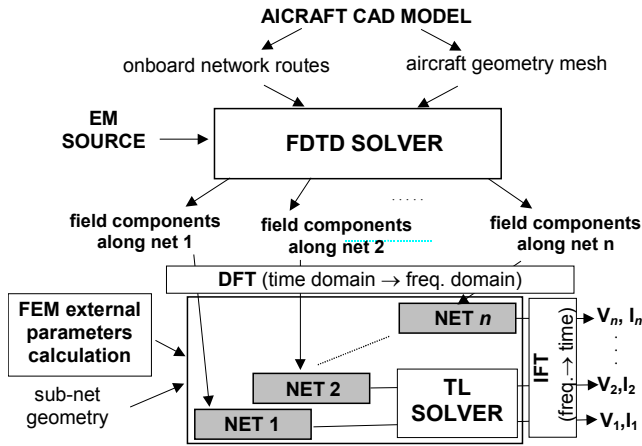 AICRAFT CAD MODEL
onboard network routes
aircraft geometry mesh
EM
SOURCE
FDTD SOLVER
.....
field components
along net 1
field components
along net 2
field components
along net n
DFT (time domain → freq. domain)
FEM external
parameters
calculation
sub-net
geometry
NET n
NET 2
NET 1
TL
SOLVER
IFT
(freq.→ time)
Vn, In
V2,I2
V1,I1